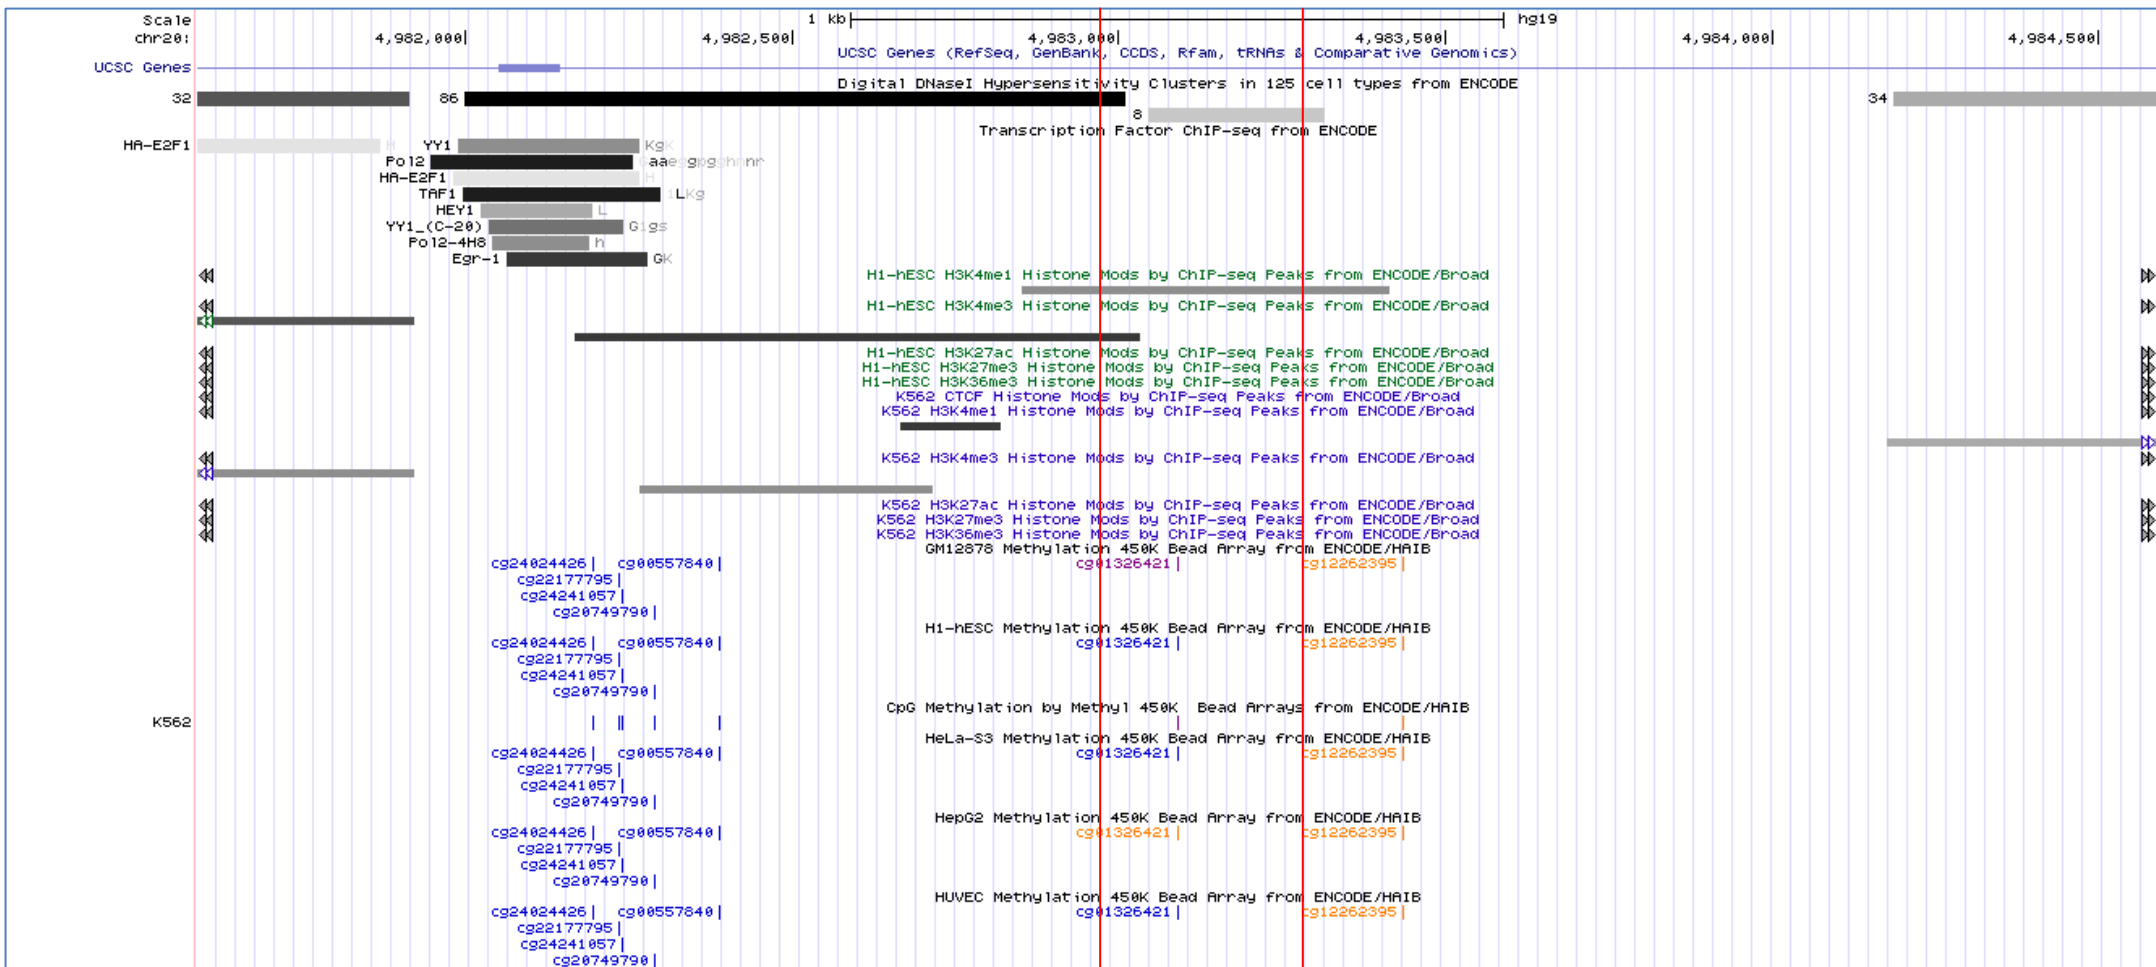 Scale 1 kb hg19
chr20: 4,982,000 4,982,500 4,983,000 4,983,500 4,984,000 4,984,500
UCSC Genes (RefSeq, GenBank, CCDS, Rfam, tRNAs & Comparative Genomics)
UCSC Genes
Digital DNaseI Hypersensitivity Clusters in 125 cell types from ENCODE
32 86 34
8
Transcription Factor ChIP-seq from ENCODE
HA-E2F1 H YY1 KgK
Pol2
HA-E2F1 H
TAF1
HEY1 L
YY1_(C-20)
Pol2-4H8 h
Egr-1 GK
H1-hESC H3K4me1 Histone Mods by ChIP-seq Peaks from ENCODE/Broad
H1-hESC H3K4me3 Histone Mods by ChIP-seq Peaks from ENCODE/Broad
H1-hESC H3K27ac Histone Mods by ChIP-seq Peaks from ENCODE/Broad
H1-hESC H3K27me3 Histone Mods by ChIP-seq Peaks from ENCODE/Broad
H1-hESC H3K36me3 Histone Mods by ChIP-seq Peaks from ENCODE/Broad
K562 CTCF Histone Mods by ChIP-seq Peaks from ENCODE/Broad
K562 H3K4me1 Histone Mods by ChIP-seq Peaks from ENCODE/Broad
K562 H3K4me3 Histone Mods by ChIP-seq Peaks from ENCODE/Broad
K562 H3K27ac Histone Mods by ChIP-seq Peaks from ENCODE/Broad
K562 H3K27me3 Histone Mods by ChIP-seq Peaks from ENCODE/Broad
K562 H3K36me3 Histone Mods by ChIP-seq Peaks from ENCODE/Broad
GM12878 Methylation 450K Bead Array from ENCODE/HAIB
cg24024426 cg00557840 cg01326421 cg12262395
cg22177795
cg24241057
cg20749790
H1-hESC Methylation 450K Bead Array from ENCODE/HAIB
cg24024426 cg00557840 cg01326421 cg12262395
cg22177795
cg24241057
cg20749790
CpG Methylation by Methyl 450K Bead Arrays from ENCODE/HAIB
K562
HeLa-S3 Methylation 450K Bead Array from ENCODE/HAIB
cg24024426 cg00557840 cg01326421 cg12262395
cg22177795
cg24241057
cg20749790
HepG2 Methylation 450K Bead Array from ENCODE/HAIB
cg24024426 cg00557840 cg01326421 cg12262395
cg22177795
cg24241057
cg20749790
HUVEC Methylation 450K Bead Array from ENCODE/HAIB
cg24024426 cg00557840 cg01326421 cg12262395
cg22177795
cg24241057
cg20749790